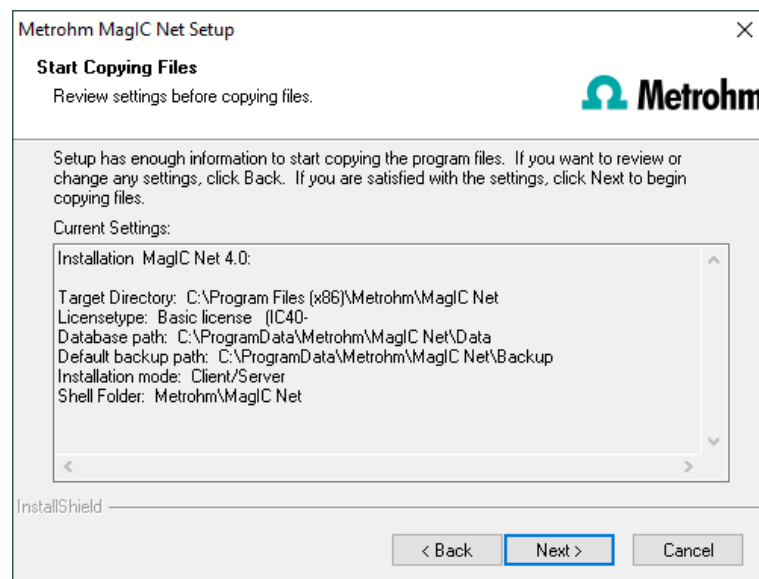 Metrohm MagIC Net Setup
Start Copying Files
Review settings before copying files.
Metrohm
Setup has enough information to start copying the program files. If you want to review or
change any settings, click Back. If you are satisfied with the settings, click Next to begin
copying files.
Current Settings:
Installation MagIC Net 4.0:
Target Directory: C:\Program Files (x86)\Metrohm\MagIC Net
Licensetype: Basic license (IC40-
Database path: C:\ProgramData\Metrohm\MagIC Net\Data
Default backup path: C:\ProgramData\Metrohm\MagIC Net\Backup
Installation mode: Client/Server
Shell Folder: Metrohm\MagIC Net
InstallShield
< Back Next > Cancel